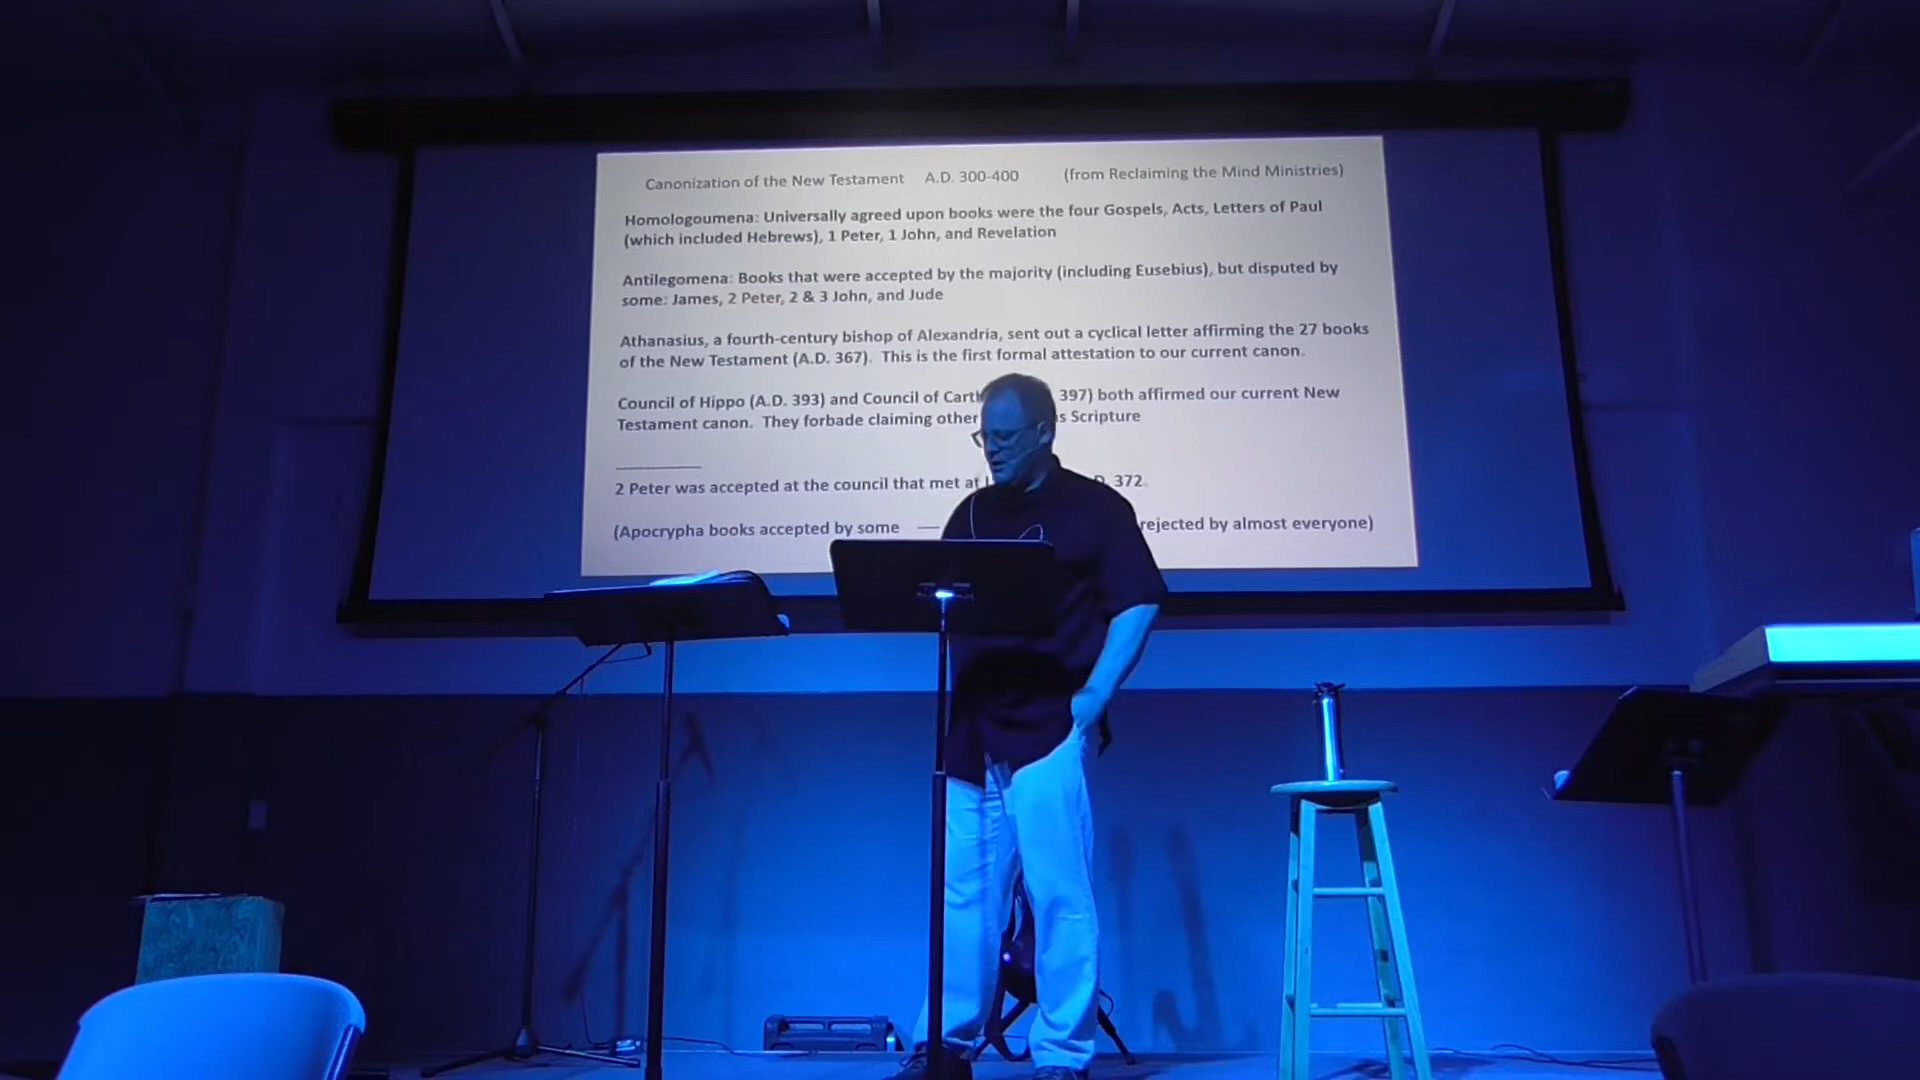 Canonization of the New Testament A.D. 300-400 (from Reclaiming the Mind Ministries)
Homologoumena: Universally agreed upon books were the four Gospels, Acts, Letters of Paul
(which included Hebrews), 1 Peter, 1 John, and Revelation
Antilegomena: Books that were accepted by the majority (including Eusebius), but disputed by
some: James, 2 Peter, 2 & 3 John, and Jude
Athanasius, a fourth-century bishop of Alexandria, sent out a cyclical letter affirming the 27 books
of the New Testament (A.D. 367). This is the first formal attestation to our current canon.
Council of Hippo (A.D. 393) and Council of Cart 397) both affirmed our current New
Testament canon. They forbade claiming other s Scripture
2 Peter was accepted at the council that met at 372.
(Apocrypha books accepted by some — rejected by almost everyone)